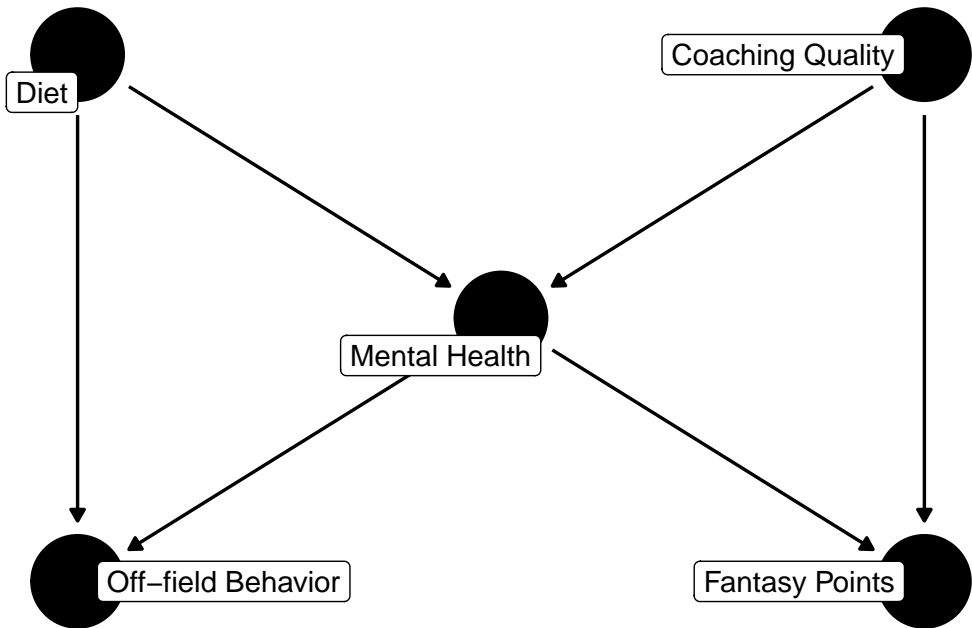 Diet
Coaching Quality
Mental Health
Off−field Behavior
Fantasy Points